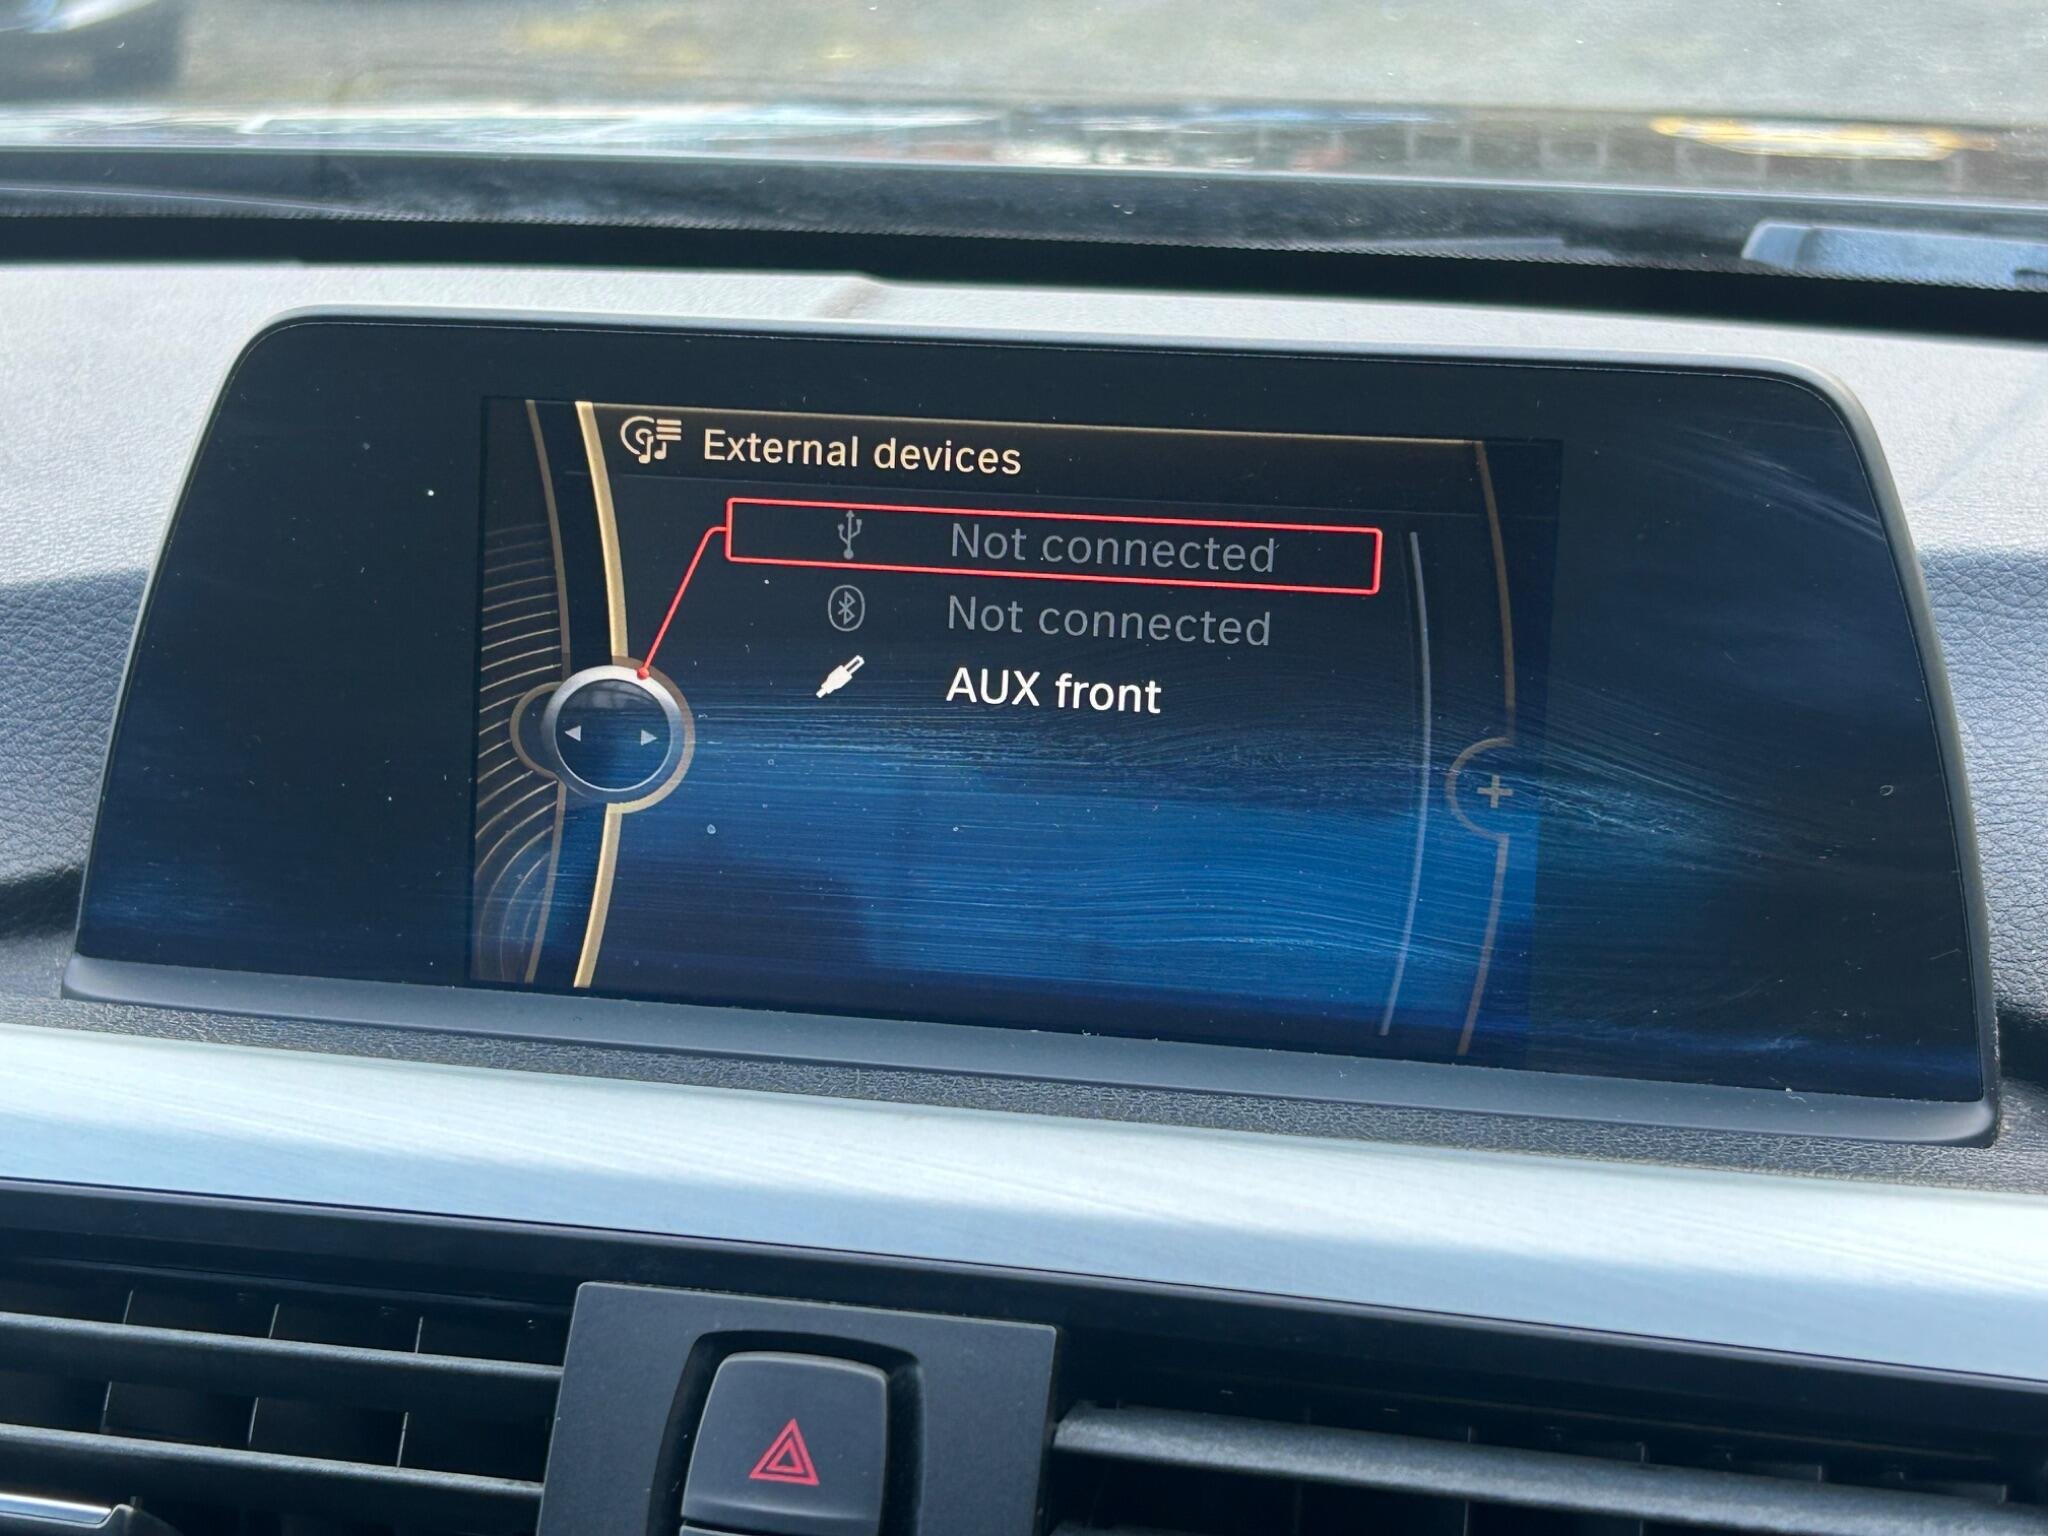 External devices
Not connected
Not connected
AUX front